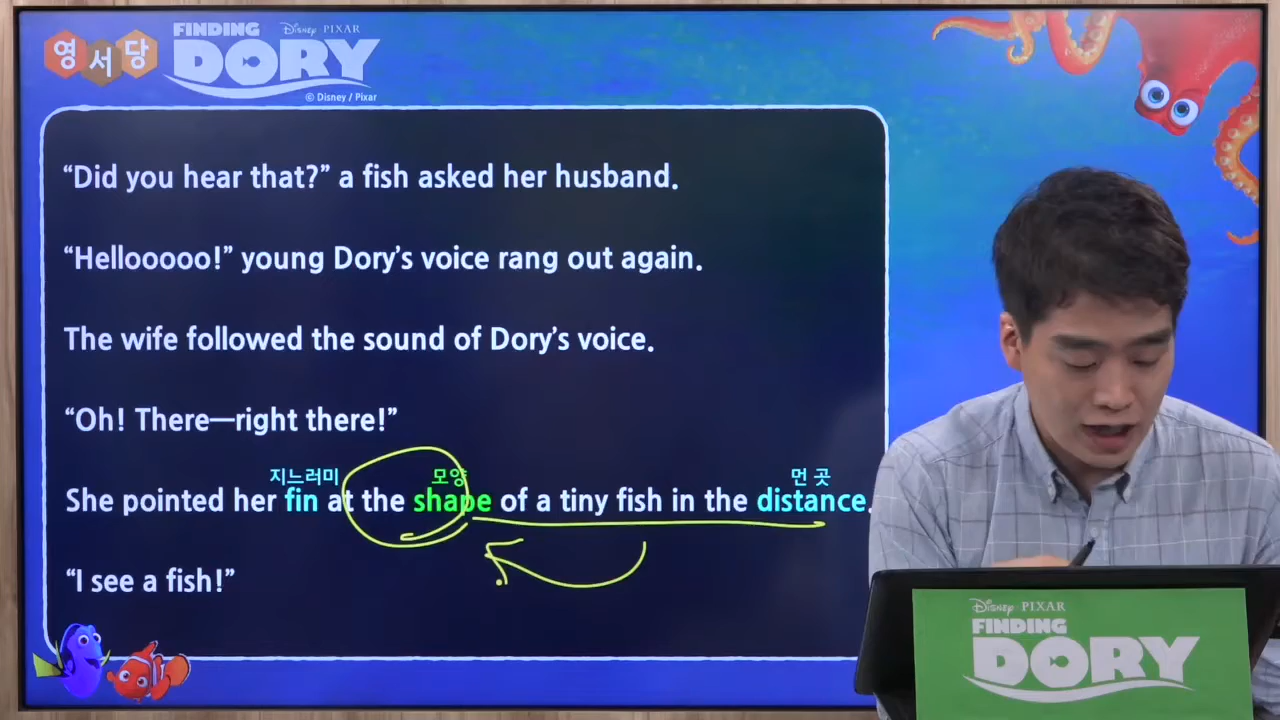 영서당
FINDING
Disney PIXAR
DORY
© Disney / Pixar
“Did you hear that?” a fish asked her husband.
“Hellooooo!” young Dory’s voice rang out again.
The wife followed the sound of Dory’s voice.
“Oh! There—right there!”
지느러미 모양 먼 곳
She pointed her fin at the shape of a tiny fish in the distance.
“I see a fish!”
Disney PIXAR
FINDING
DORY